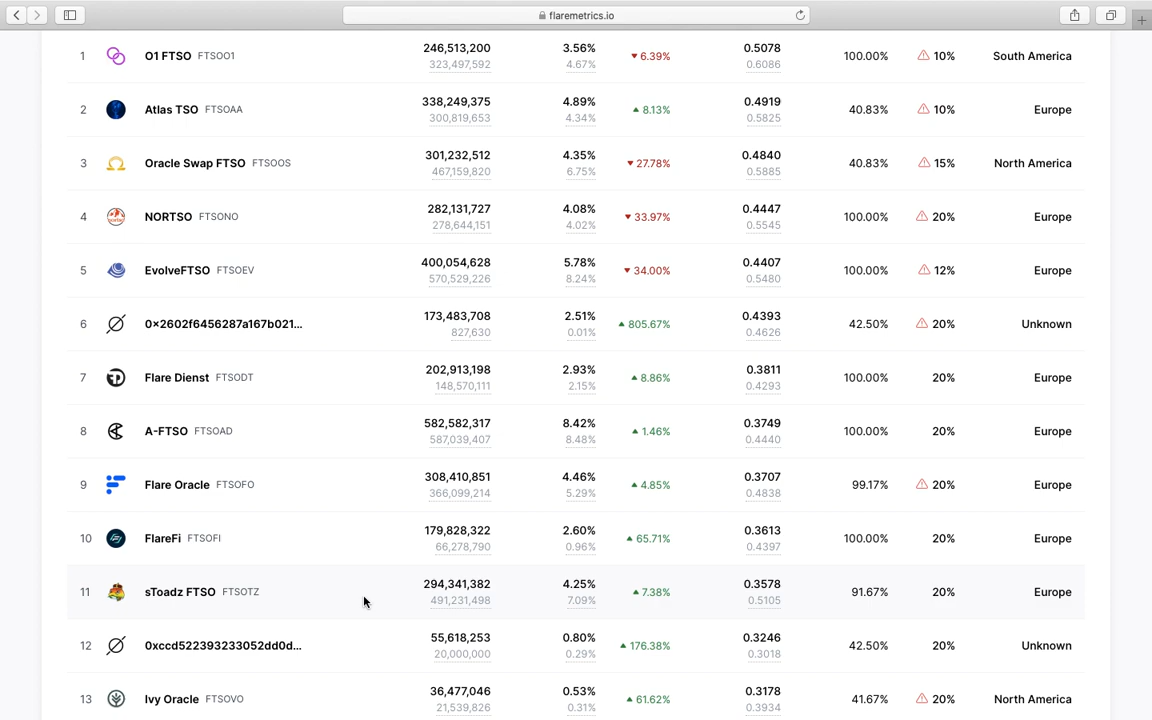 flaremetrics.io
1 O1 FTSO FTSOO1 246,513,200 3.56% 6.39% 0.5078 100.00% 10% South America
323,497,592 4.67% 0.6086
2 Atlas TSO FTSOAA 338,249,375 4.89% 8.13% 0.4919 40.83% 10% Europe
300,819,653 4.34% 0.5825
3 Oracle Swap FTSO FTSOOS 301,232,512 4.35% 27.78% 0.4840 40.83% 15% North America
467,159,820 6.75% 0.5885
4 NORTSO FTSONO 282,131,727 4.08% 33.97% 0.4447 100.00% 20% Europe
278,644,151 4.02% 0.5545
5 EvolveFTSO FTSOEV 400,054,628 5.78% 34.00% 0.4407 100.00% 12% Europe
570,529,226 8.24% 0.5480
6 0x2602f6456287a167b021... 173,483,708 2.51% 805.67% 0.4393 42.50% 20% Unknown
827,630 0.01% 0.4626
7 Flare Dienst FTSODT 202,913,198 2.93% 8.86% 0.3811 100.00% 20% Europe
148,570,111 2.15% 0.4293
8 A-FTSO FTSOAD 582,582,317 8.42% 1.46% 0.3749 100.00% 20% Europe
587,039,407 8.48% 0.4440
9 Flare Oracle FTSOFO 308,410,851 4.46% 4.85% 0.3707 99.17% 20% Europe
366,099,214 5.29% 0.4838
10 FlareFi FTSOFI 179,828,322 2.60% 65.71% 0.3613 100.00% 20% Europe
66,278,790 0.96% 0.4397
11 sToadz FTSO FTSOTZ 294,341,382 4.25% 7.38% 0.3578 91.67% 20% Europe
491,231,498 7.09% 0.5105
12 0xccd522393233052dd0d... 55,618,253 0.80% 176.38% 0.3246 42.50% 20% Unknown
20,000,000 0.29% 0.3018
13 Ivy Oracle FTSOVO 36,477,046 0.53% 61.62% 0.3178 41.67% 20% North America
21,539,826 0.31% 0.3934